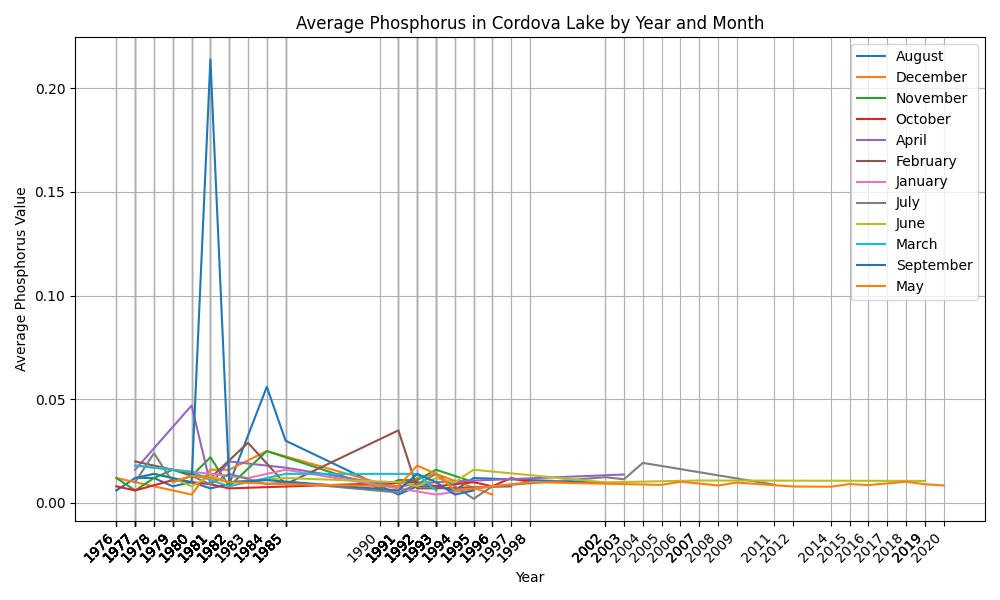 Average Phosphorus in Cordova Lake by Year and Month
Average Phosphorus Value
0.20
0.15
0.10
0.05
0.00
August
December
November
October
April
February
January
July
June
March
September
May
1976
1977
1978
1979
1980
1981
1982
1983
1984
1985
1990
1991
1992
1993
1994
1995
1996
1997
1998
2002
2003
2004
2005
2006
2007
2008
2009
2011
2012
2014
2015
2016
2017
2018
2019
2020
Year